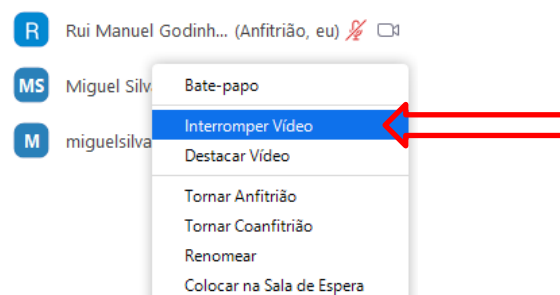 R Rui Manuel Godinh... (Anfitrião, eu)
MS Miguel Silv
Bate-papo
Interromper Vídeo
M miguelsilva
Destacar Vídeo
Tornar Anfitrião
Tornar Coanfitrião
Renomear
Colocar na Sala de Espera